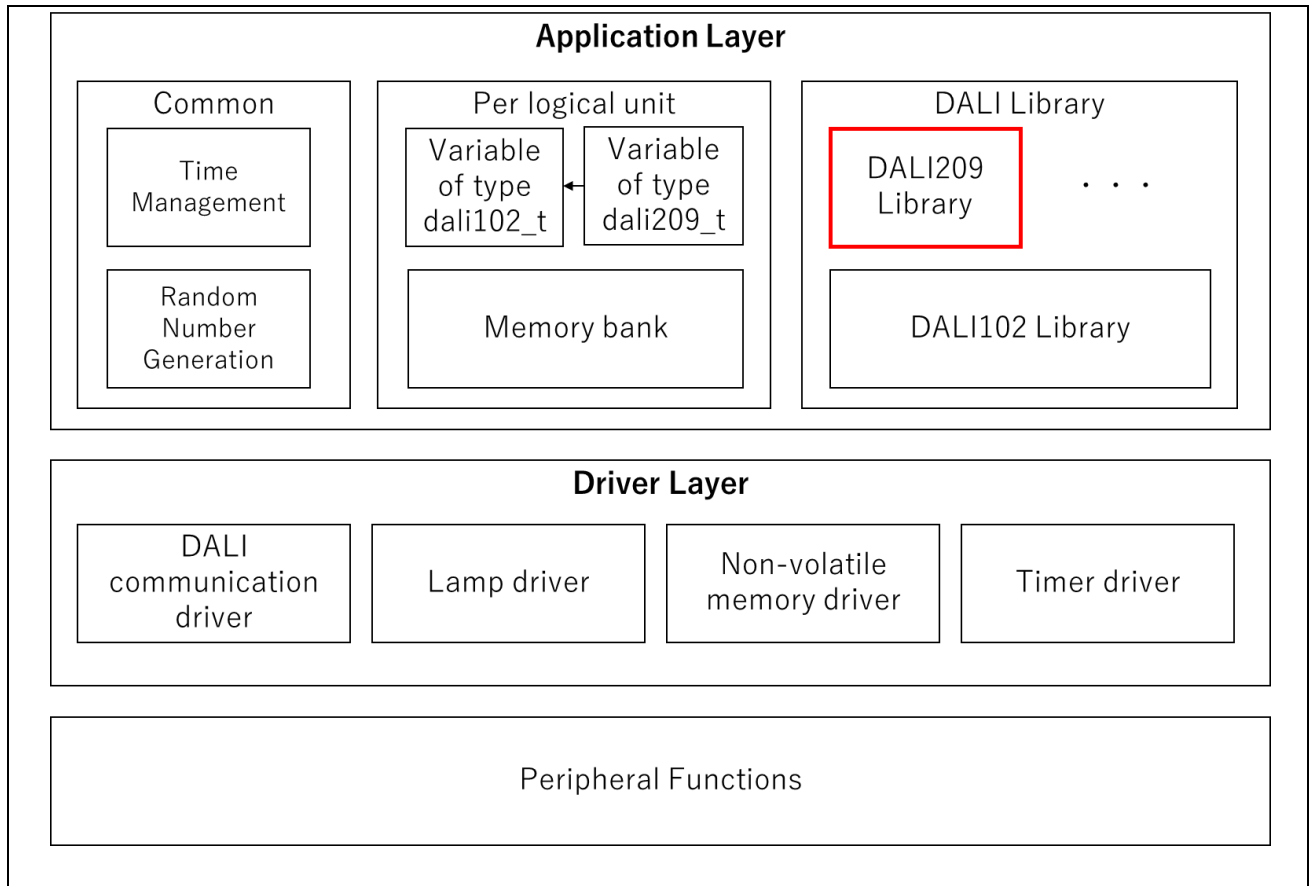 Application Layer
Common
Time
Management
Random
Number
Generation
Per logical unit
Variable
of type
dali102_t
Variable
of type
dali209_t
Memory bank
DALI Library
DALI209
Library
. . .
DALI102 Library
Driver Layer
DALI
communication
driver
Lamp driver
Non-volatile
memory driver
Timer driver
Peripheral Functions